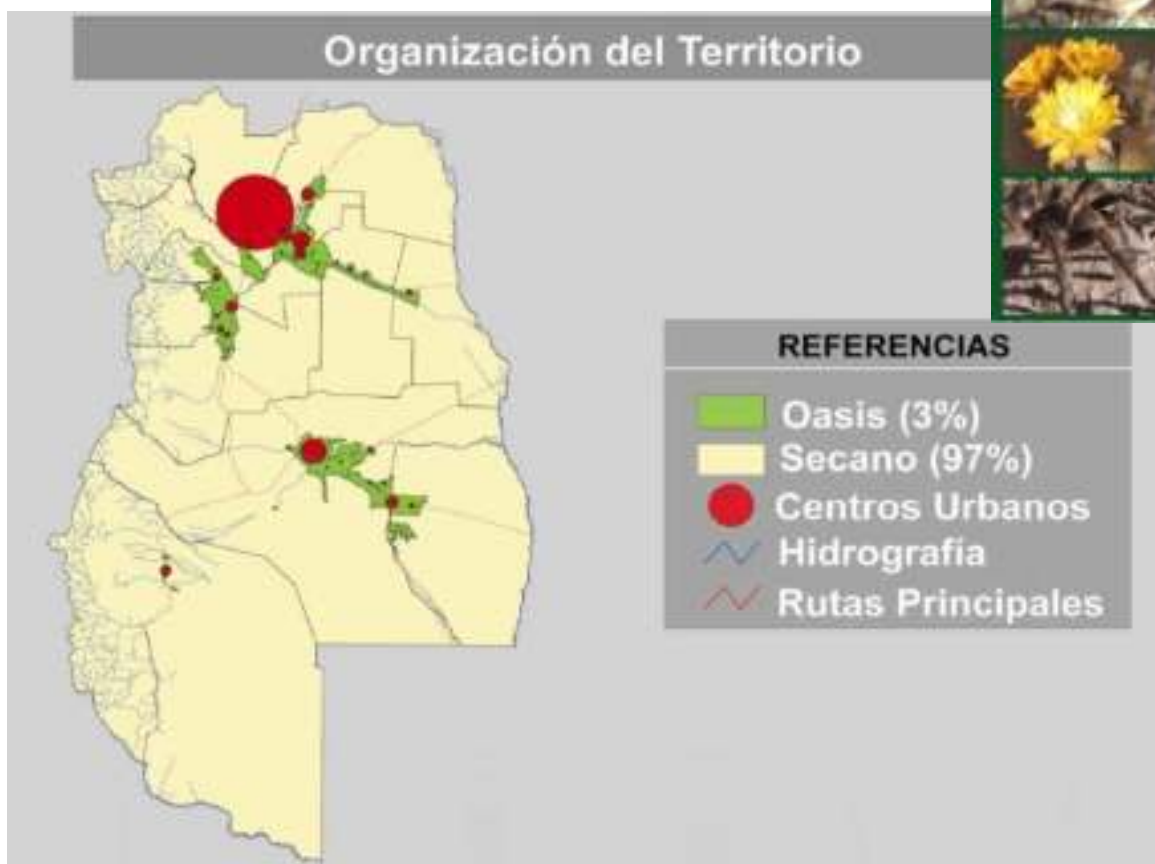 Organización del Territorio
REFERENCIAS
Oasis (3%)
Secano (97%)
Centros Urbanos
Hidrografía
Rutas Principales